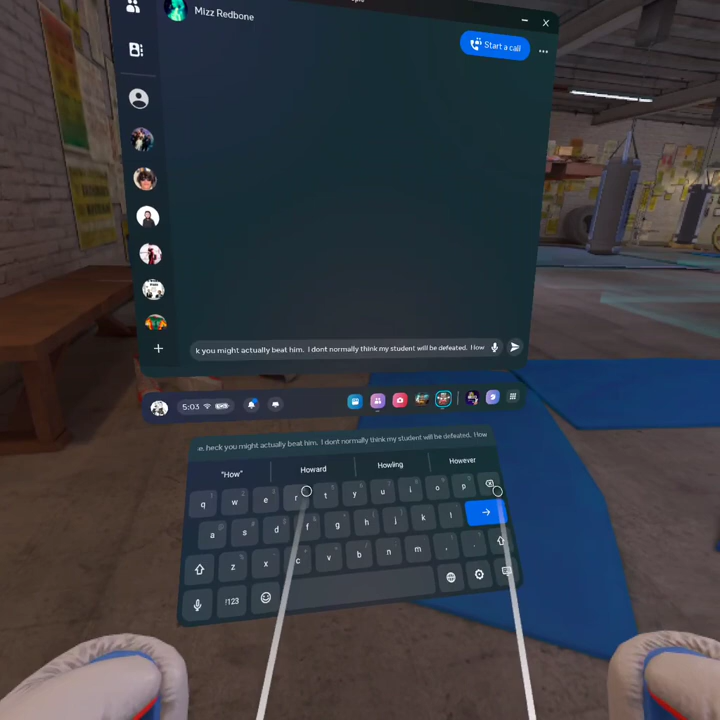 Mizz Redbone
Start a call
k you might actually beat him. I dont normally think my student will be defeated. How
5:03
e. heck you might actually beat him. I dont normally think my student will be defeated. How
"How" Howard Howling However
q w e r t y u i o p
a s d f g h j k l
z x c v b n m , .
!123